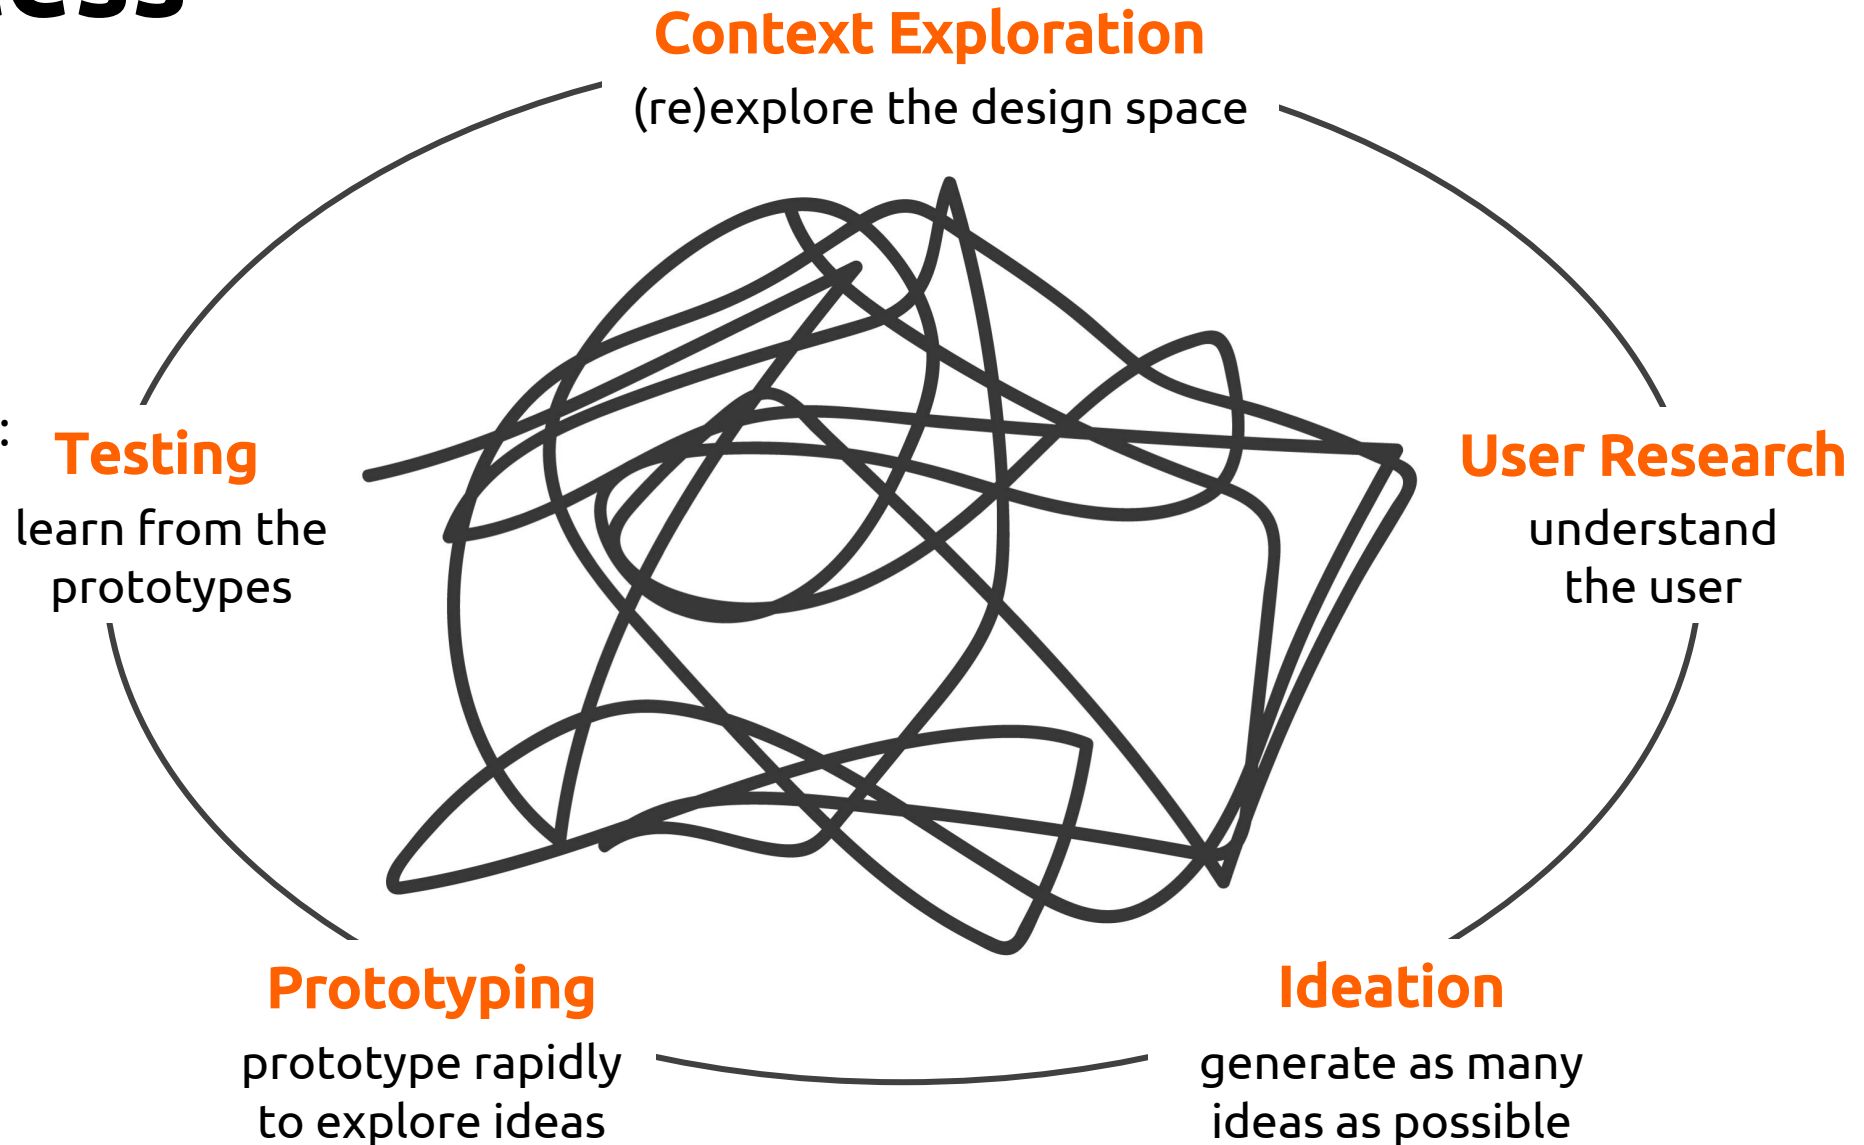 Context Exploration
(re)explore the design space
:
Testing
learn from the
prototypes
User Research
understand
the user
Prototyping
prototype rapidly
to explore ideas
Ideation
generate as many
ideas as possible